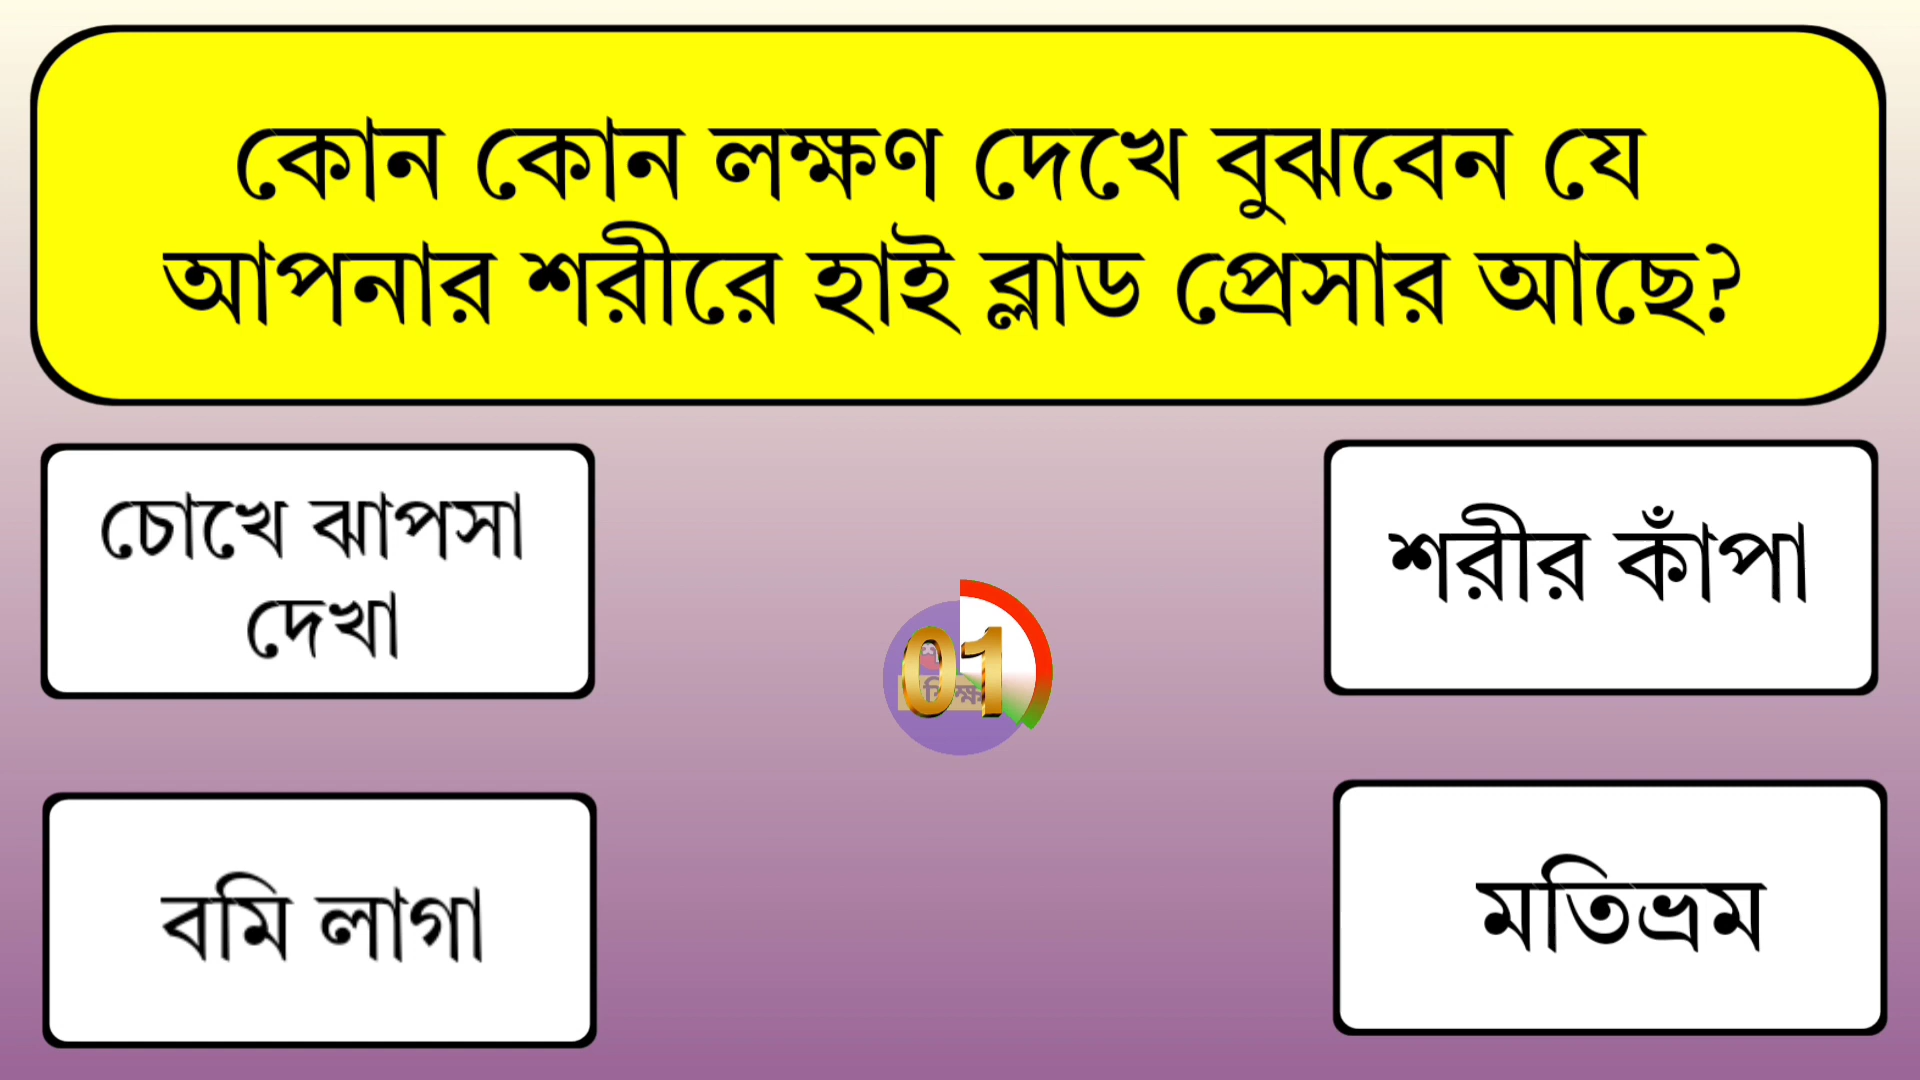 কোন কোন লক্ষণ দেখে বুঝবেন যে
আপনার শরীরে হাই ব্লাড প্রেসার আছে?
চোখে ঝাপসা
দেখা
শরীর কাঁপা
01
বমি লাগা
মতিভ্রম